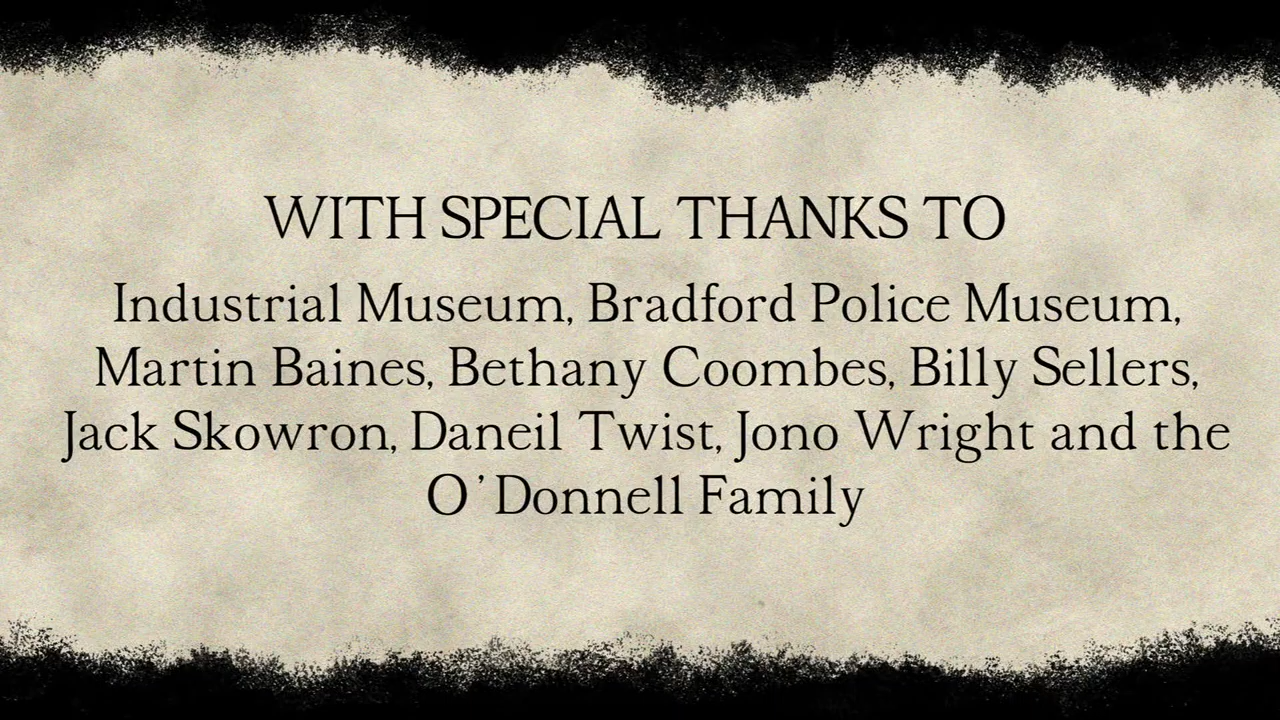 WITH SPECIAL THANKS TO
Industrial Museum, Bradford Police Museum,
Martin Baines, Bethany Coombes, Billy Sellers,
Jack Skowron, Daneil Twist, Jono Wright and the
O'Donnell Family